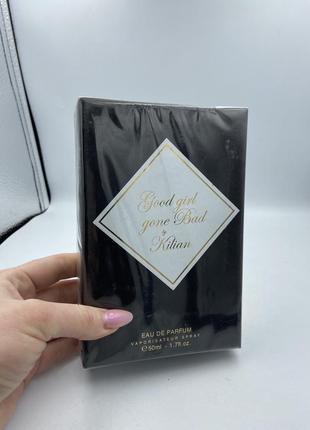 Good girl
gone Bad
by
Kilian
EAU DE PARFUM
VAPORISATEUR SPRAY
℮50ml - 1.7fl. oz